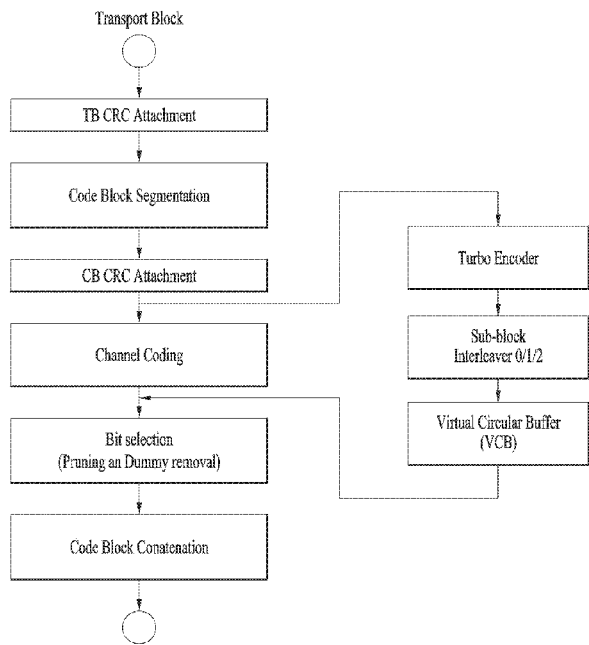 Transport Block
TB CRC Attachment
Code Block Segmentation
CB CRC Attachment
Channel Coding
Bit selection
(Pruning an Dummy removal)
Code Block Conatenation
Turbo Encoder
Sub-block
Interleaver 0/1/2
Virtual Circular Buffer
(VCB)